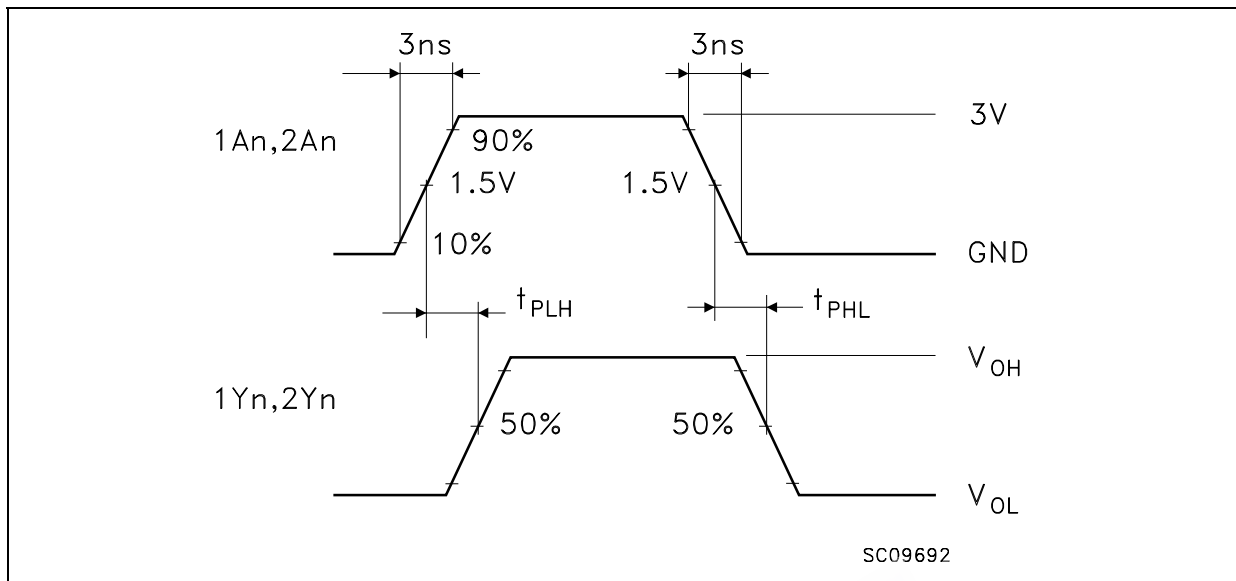 3ns 3ns
3V
1An,2An 90%
1.5V 1.5V
10% GND
tPLH tPHL
VOH
1Yn,2Yn 50% 50%
VOL
SC09692